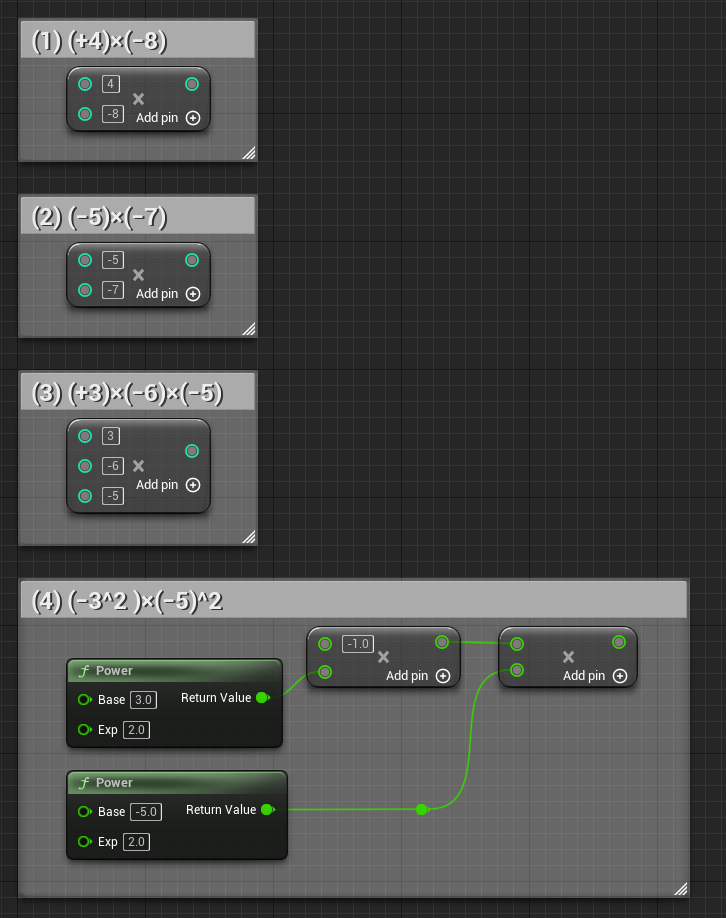 (1) (+4)×(−8)
4
×
-8
Add pin
(2) (−5)×(−7)
-5
×
-7
Add pin
(3) (+3)×(−6)×(−5)
3
-6 ×
Add pin
-5
(4) (−3^2 )×(−5)^2
-1.0
×
Add pin
×
Add pin
f Power
Base 3.0 Return Value
Exp 2.0
f Power
Base -5.0 Return Value
Exp 2.0